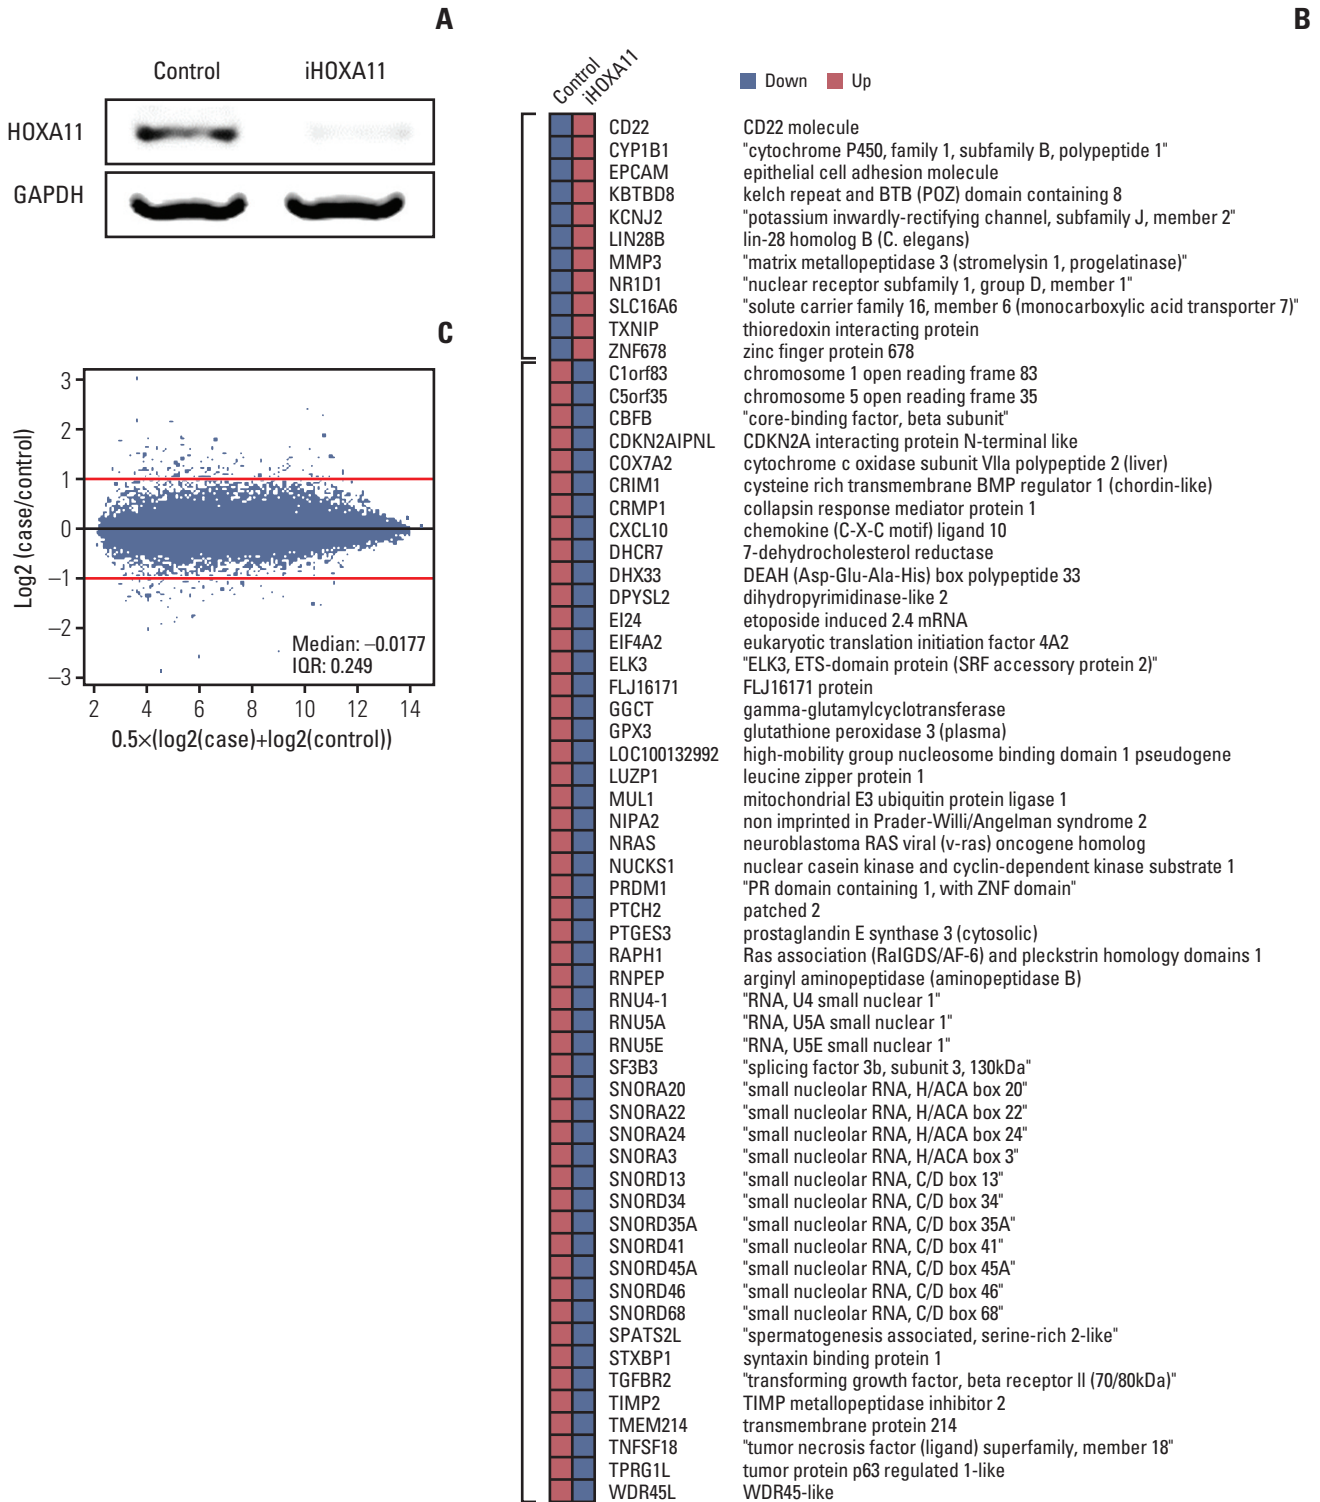 A
Control
iHOXA11
HOXA11
GAPDH
B
Control
iHOXA11
Down
Up
CD22 CD22 molecule
CYP1B1 "cytochrome P450, family 1, subfamily B, polypeptide 1"
EPCAM epithelial cell adhesion molecule
KBTBD8 kelch repeat and BTB (POZ) domain containing 8
KCNJ2 "potassium inwardly-rectifying channel, subfamily J, member 2"
LIN28B lin-28 homolog B (C. elegans)
MMP3 "matrix metallopeptidase 3 (stromelysin 1, progelatinase)"
NR1D1 "nuclear receptor subfamily 1, group D, member 1"
SLC16A6 "solute carrier family 16, member 6 (monocarboxylic acid transporter 7)"
TXNIP thioredoxin interacting protein
ZNF678 zinc finger protein 678
C1orf83 chromosome 1 open reading frame 83
C5orf35 chromosome 5 open reading frame 35
CBFB "core-binding factor, beta subunit"
CDKN2AIPNL CDKN2A interacting protein N-terminal like
COX7A2 cytochrome c oxidase subunit VIIa polypeptide 2 (liver)
CRIM1 cysteine rich transmembrane BMP regulator 1 (chordin-like)
CRMP1 collapsin response mediator protein 1
CXCL10 chemokine (C-X-C motif) ligand 10
DHCR7 7-dehydrocholesterol reductase
DHX33 DEAH (Asp-Glu-Ala-His) box polypeptide 33
DPYSL2 dihydropyrimidinase-like 2
EI24 etoposide induced 2.4 mRNA
EIF4A2 eukaryotic translation initiation factor 4A2
ELK3 "ELK3, ETS-domain protein (SRF accessory protein 2)"
FLJ16171 FLJ16171 protein
GGCT gamma-glutamylcyclotransferase
GPX3 glutathione peroxidase 3 (plasma)
LOC100132992 high-mobility group nucleosome binding domain 1 pseudogene
LUZP1 leucine zipper protein 1
MUL1 mitochondrial E3 ubiquitin protein ligase 1
NIPA2 non imprinted in Prader-Willi/Angelman syndrome 2
NRAS neuroblastoma RAS viral (v-ras) oncogene homolog
NUCKS1 nuclear casein kinase and cyclin-dependent kinase substrate 1
PRDM1 "PR domain containing 1, with ZNF domain"
PTCH2 patched 2
PTGES3 prostaglandin E synthase 3 (cytosolic)
RAPH1 Ras association (RalGDS/AF-6) and pleckstrin homology domains 1
RNPEP arginyl aminopeptidase (aminopeptidase B)
RNU4-1 "RNA, U4 small nuclear 1"
RNU5A "RNA, U5A small nuclear 1"
RNU5E "RNA, U5E small nuclear 1"
SF3B3 "splicing factor 3b, subunit 3, 130kDa"
SNORA20 "small nucleolar RNA, H/ACA box 20"
SNORA22 "small nucleolar RNA, H/ACA box 22"
SNORA24 "small nucleolar RNA, H/ACA box 24"
SNORA3 "small nucleolar RNA, H/ACA box 3"
SNORD13 "small nucleolar RNA, C/D box 13"
SNORD34 "small nucleolar RNA, C/D box 34"
SNORD35A "small nucleolar RNA, C/D box 35A"
SNORD41 "small nucleolar RNA, C/D box 41"
SNORD45A "small nucleolar RNA, C/D box 45A"
SNORD46 "small nucleolar RNA, C/D box 46"
SNORD68 "small nucleolar RNA, C/D box 68"
SPATS2L "spermatogenesis associated, serine-rich 2-like"
STXBP1 syntaxin binding protein 1
TGFBR2 "transforming growth factor, beta receptor II (70/80kDa)"
TIMP2 TIMP metallopeptidase inhibitor 2
TMEM214 transmembrane protein 214
TNFSF18 "tumor necrosis factor (ligand) superfamily, member 18"
TPRG1L tumor protein p63 regulated 1-like
WDR45L WDR45-like
C
Log2 (case/control)
3
2
1
0
−1
−2
−3
Median: −0.0177
IQR: 0.249
2 4 6 8 10 12 14
0.5×(log2(case)+log2(control))